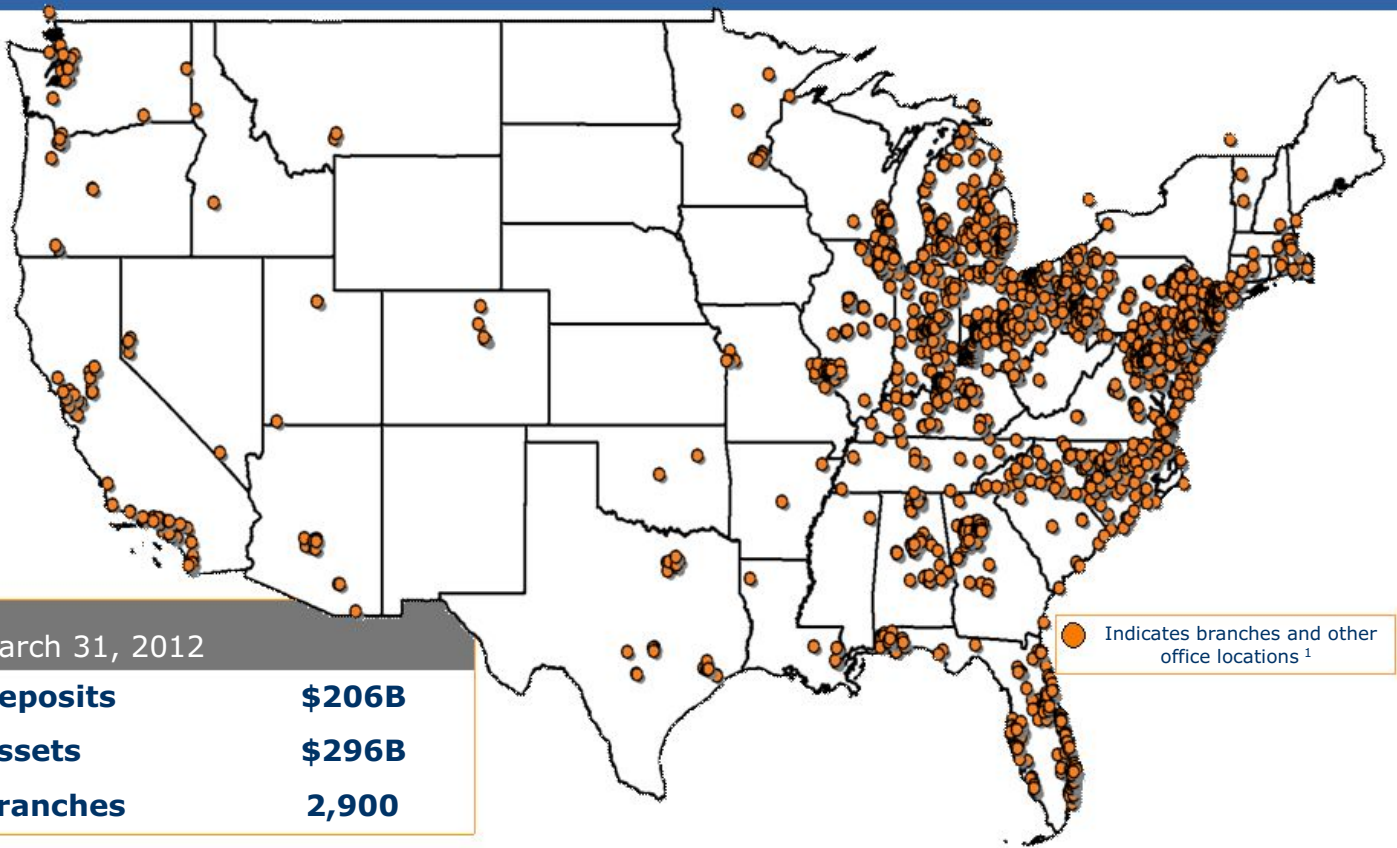 arch 31, 2012
eposits $206B
ssets $296B
ranches 2,900
Indicates branches and other
office locations 1